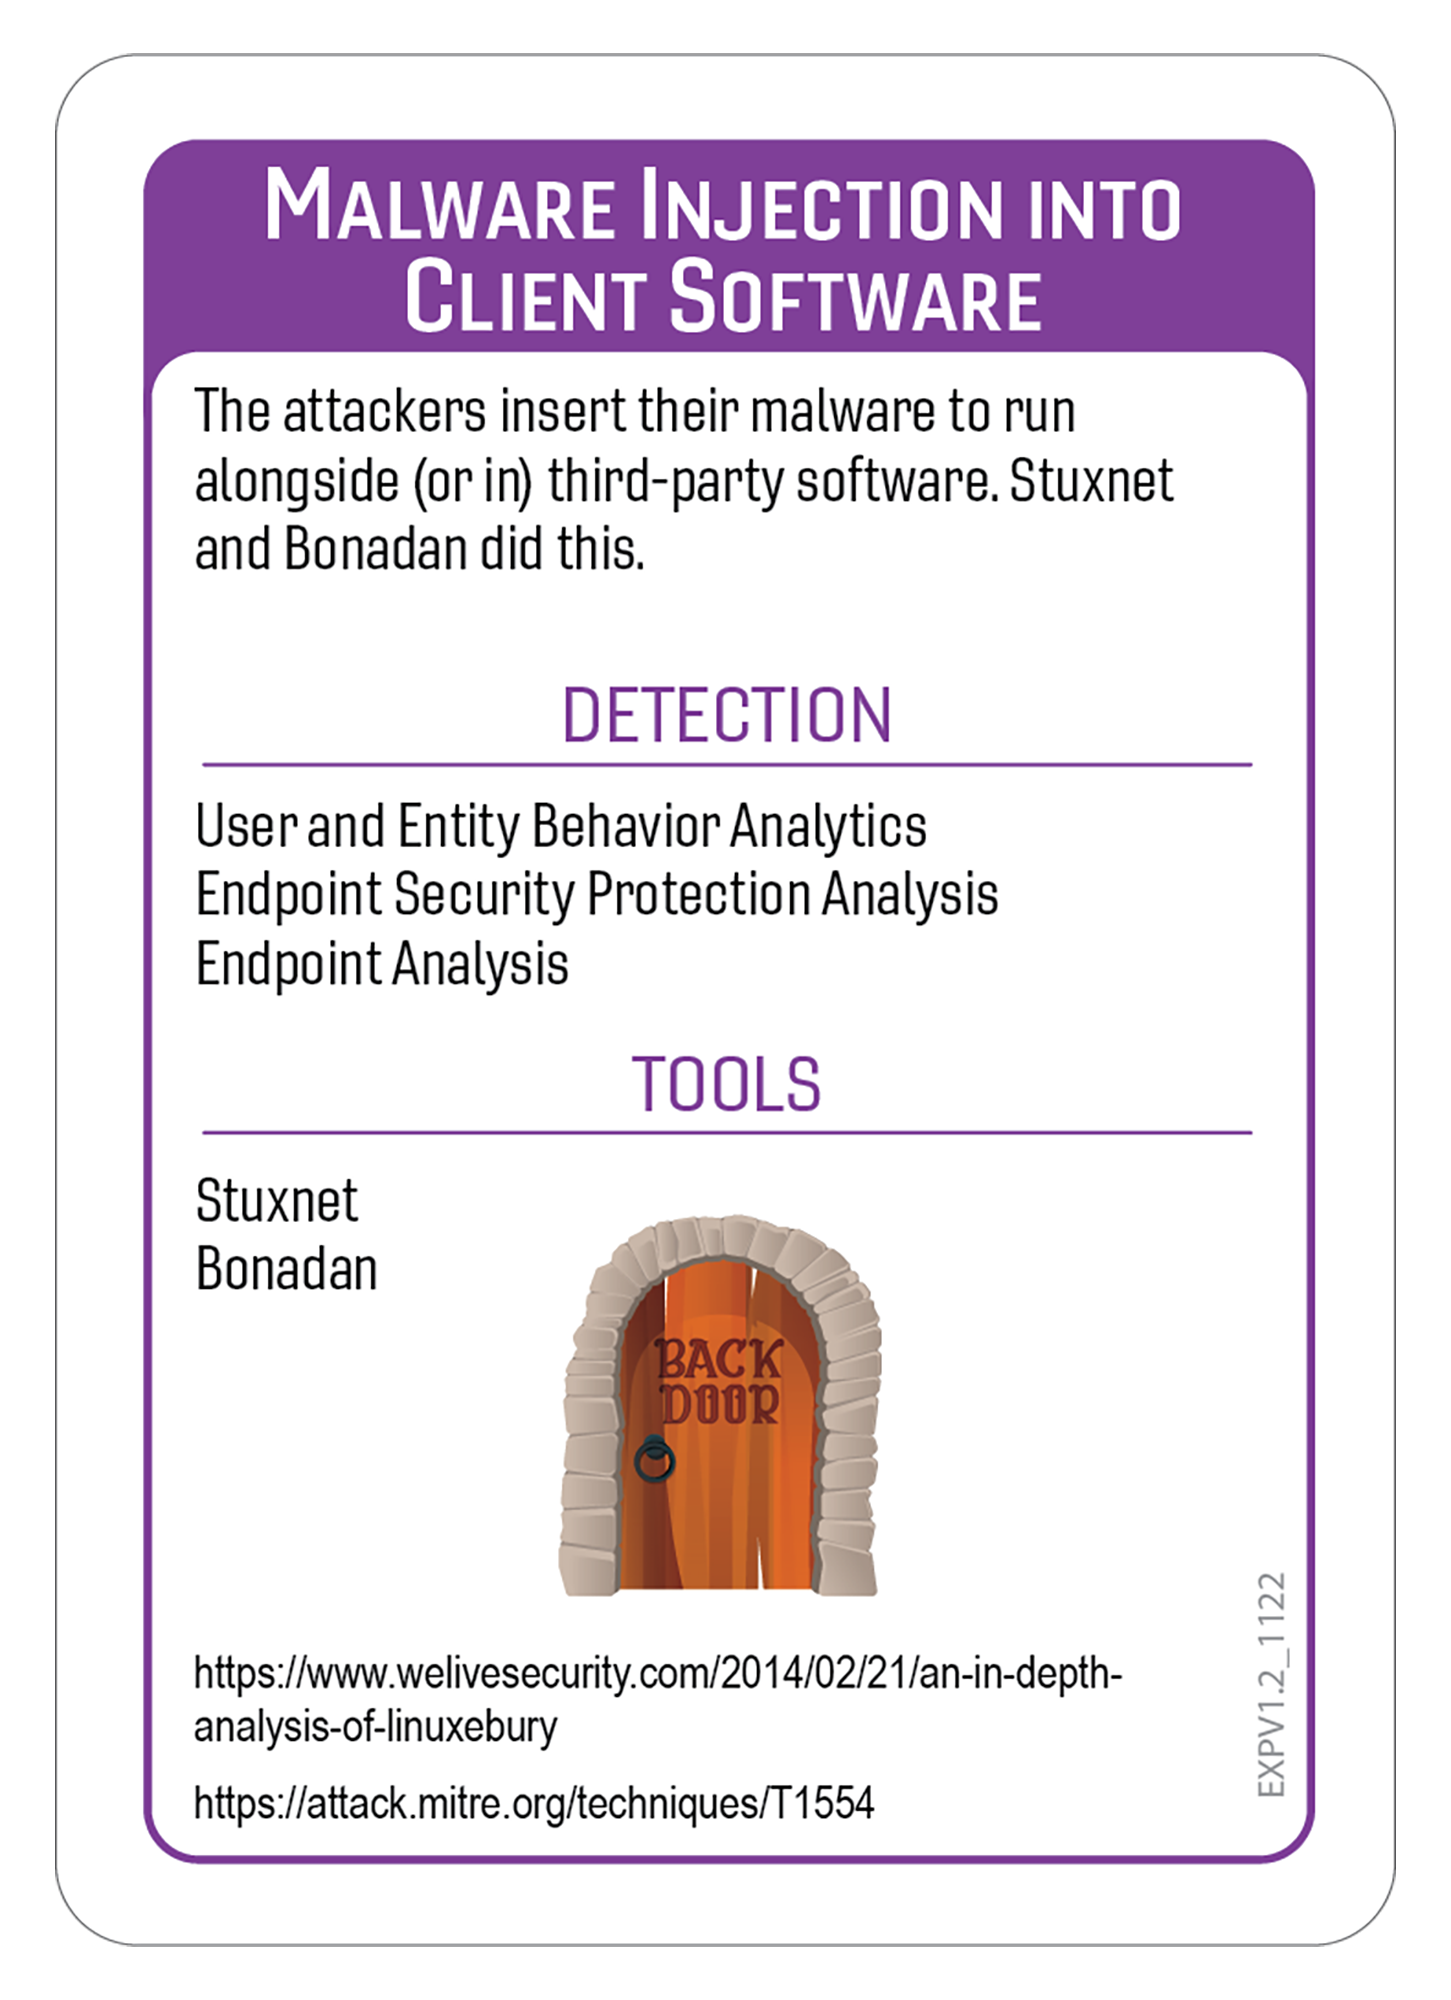 MALWARE INJECTION INTO
CLIENT SOFTWARE
The attackers insert their malware to run
alongside (or in) third-party software. Stuxnet
and Bonadan did this.
DETECTION
User and Entity Behavior Analytics
Endpoint Security Protection Analysis
Endpoint Analysis
TOOLS
Stuxnet
Bonadan
BACK
DOOR
https://www.welivesecurity.com/2014/02/21/an-in-depth-
analysis-of-linuxebury
https://attack.mitre.org/techniques/T1554
EXPV1.2_1122